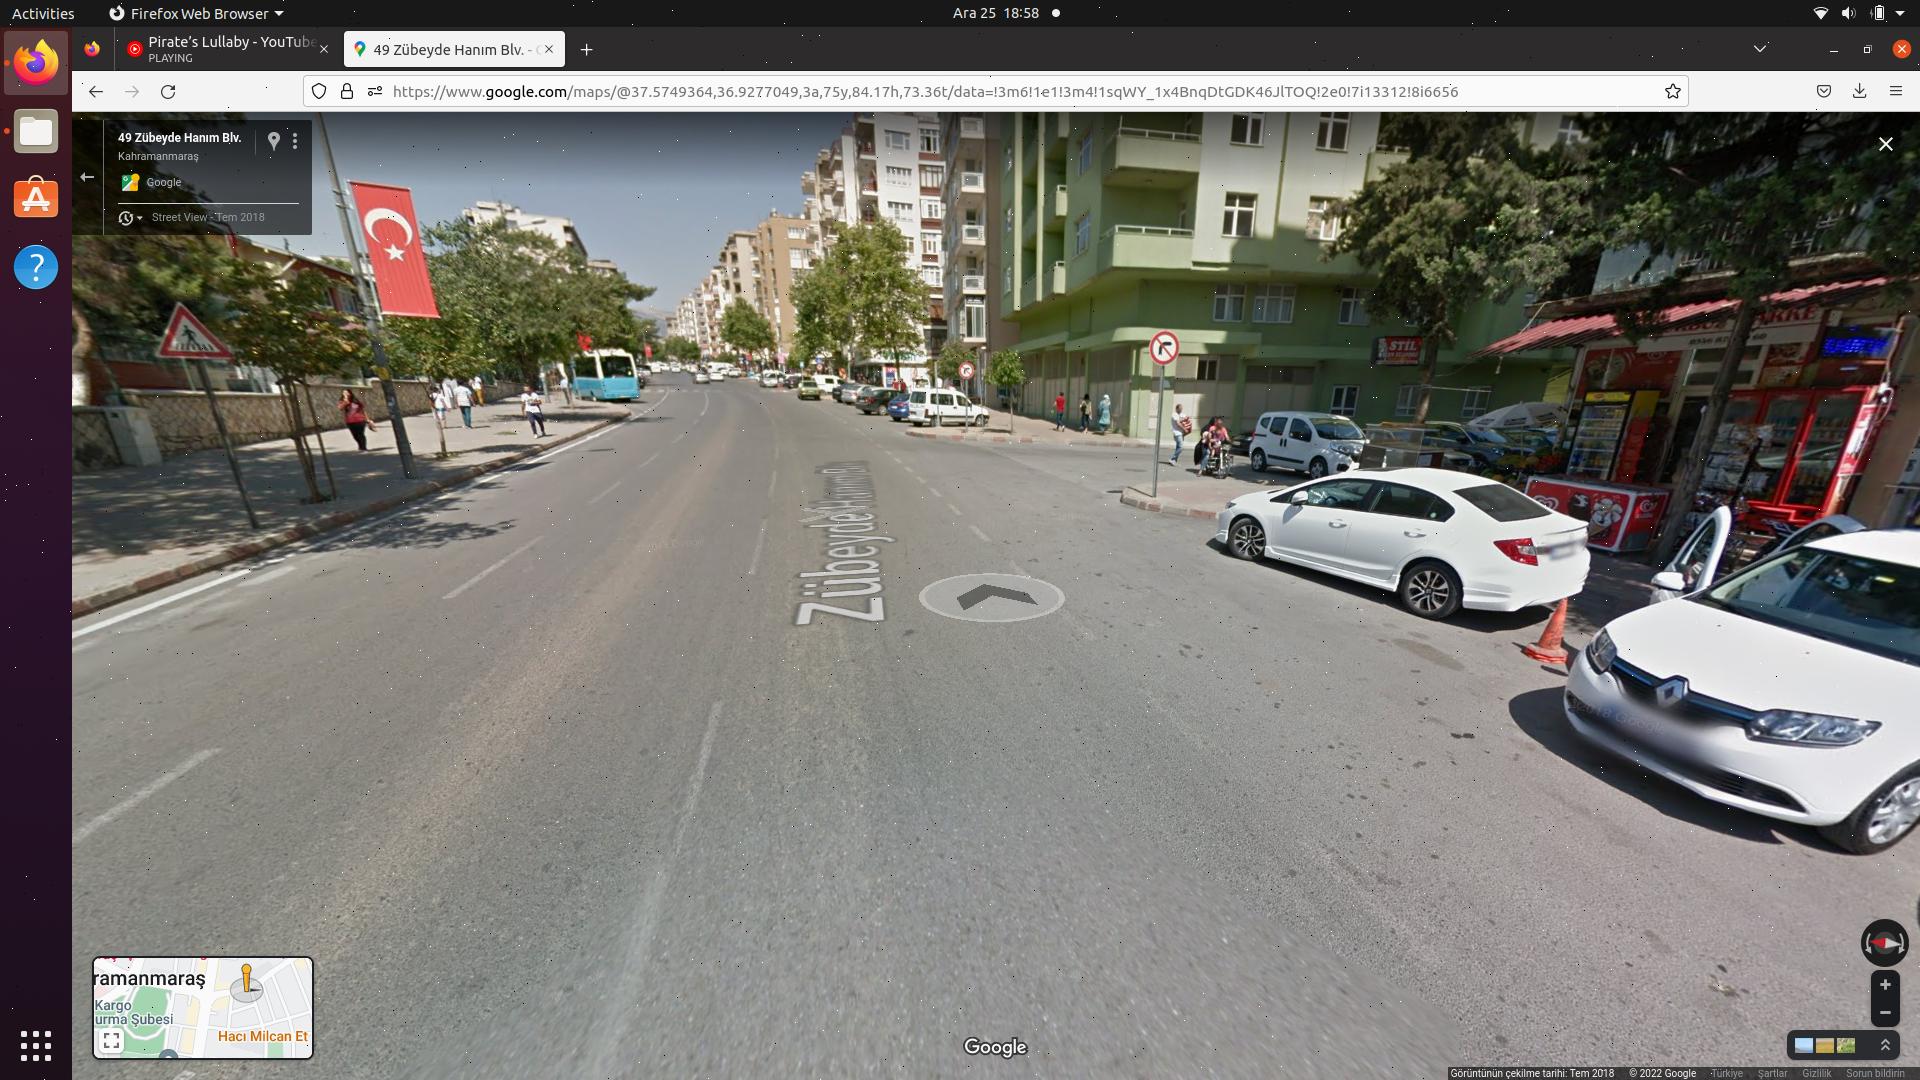 Activities
Firefox Web Browser
Ara 25 18:58
Pirate's Lullaby - YouTube
PLAYING
49 Zübeyde Hanım Blv. -
https://www.google.com/maps/@37.5749364,36.9277049,3a,75y,84.17h,73.36t/data=!3m6!1e1!3m4!1sqWY_1x4BnqDtGDK46JlTOQ!2e0!7i13312!8i6656
49 Zübeyde Hanım Blv.
Kahramanmaraş
Google
Street View - Tem 2018
STİL
Zübeyde Hanım Blv.
ramanmaraş
Kargo
urma Şubesi
Hacı Milcan Et
Google
Görüntünün çekilme tarihi: Tem 2018 © 2022 Google Türkiye Şartlar Gizlilik Sorun bildirin